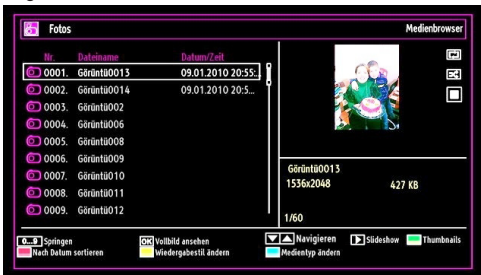 Fotos Medienbrowser
Nr. Dateiname Datum/Zeit
0001. Görüntü0013 09.01.2010 20:55:.
0002. Görüntü0014 09.01.2010 20:5...
0003. Görüntü002
0004. Görüntü006
0005. Görüntü008
0006. Görüntü009
0007. Görüntü010
0008. Görüntü011
0009. Görüntü012
Görüntü0013
1536x2048 427 KB
1/60
0...9 Springen OK Vollbild ansehen Navigieren Slideshow Thumbnails
Nach Datum sortieren Wiedergabestil ändern Medientyp ändern